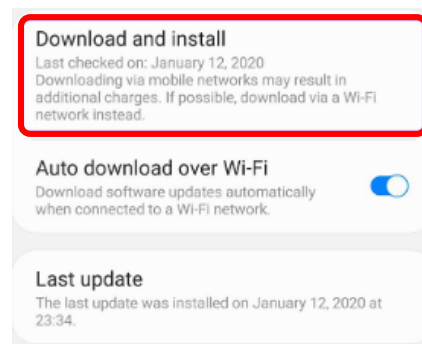 Download and install
Last checked on: January 12, 2020
Downloading via mobile networks may result in
additional charges. If possible, download via a Wi-Fi
network instead.
Auto download over Wi-Fi
Download software updates automatically
when connected to a Wi-Fi network.
Last update
The last update was installed on January 12, 2020 at
23:34.